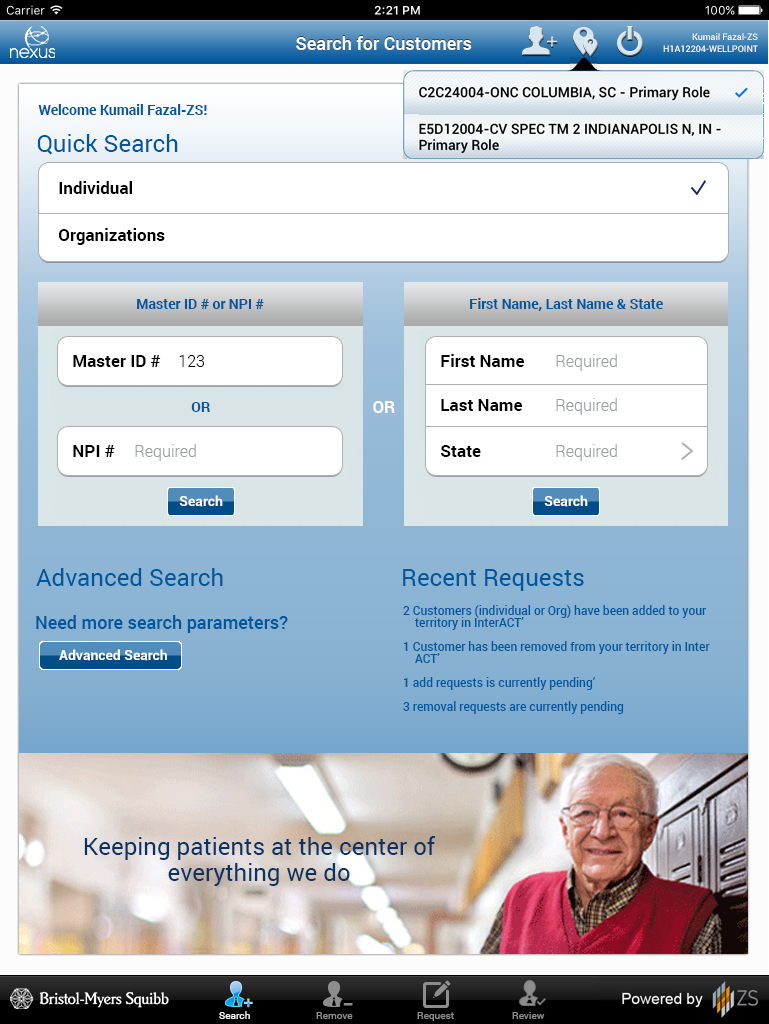 Carrier 2:21 PM 100%
nexus
Search for Customers
Kumail Fazal-ZS
H1A12204-WELLPOINT
C2C24004-ONC COLUMBIA, SC - Primary Role
E5D12004-CV SPEC TM 2 INDIANAPOLIS N, IN -
Primary Role
Welcome Kumail Fazal-ZS!
Quick Search
Individual
Organizations
Master ID # or NPI #
Master ID # 123
OR
NPI # Required
Search
OR
First Name, Last Name & State
First Name Required
Last Name Required
State Required
Search
Advanced Search
Need more search parameters?
Advanced Search
Recent Requests
2 Customers (individual or Org) have been added to your
territory in InterACT’
1 Customer has been removed from your territory in Inter
ACT’
1 add requests is currently pending’
3 removal requests are currently pending
Keeping patients at the center of
everything we do
Bristol-Myers Squibb
Search
Remove
Request
Review
Powered by ZS